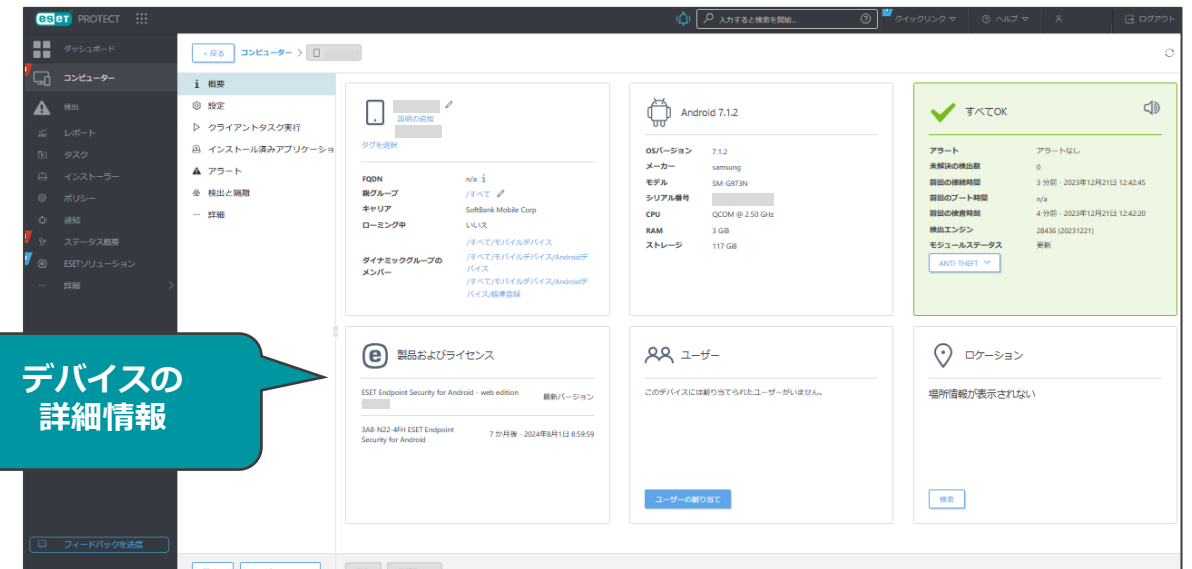 eset PROTECT
入力すると検索を開始...
クイックリンク
ヘルプ
ログアウト
ダッシュボード
コンピューター
検出
レポート
タスク
インストーラー
ポリシー
通知
ステータス概要
ESETソリューション
詳細
フィードバックを送信
<戻る コンピューター >
概要
設定
クライアントタスク実行
インストール済みアプリケーショ
アラート
検出と隔離
詳細
説明の追加
タグを選択
FQDN n/a
親グループ /すべて
キャリア SoftBank Mobile Corp
ローミング中 いいえ
ダイナミックグループの
メンバー
/すべて/モバイルデバイス
/すべて/モバイルデバイス/Androidデ
バイス
/すべて/モバイルデバイス/Androidデ
バイス/標準登録
Android 7.1.2
OSバージョン 7.1.2
メーカー samsung
モデル SM-G973N
シリアル番号
CPU QCOM @ 2.50 GHz
RAM 3 GiB
ストレージ 117 GiB
すべてOK
アラート アラートなし
未解決の検出数 0
前回の接続時間 3 分前 - 2023年12月21日 12:42:45
前回のブート時間 n/a
前回の検査時刻 4 分前 - 2023年12月21日 12:42:20
検出エンジン 28436 (20231221)
モジュールステータス 更新
ANTI-THEFT
製品およびライセンス
ESET Endpoint Security for Android - web edition 最新バージョン
3AB-N22-4FH ESET Endpoint
Security for Android
7 か月後 - 2024年8月1日 8:59:59
ユーザー
このデバイスには割り当てられたユーザーがいません。
ユーザーの割り当て
ロケーション
場所情報が表示されない
検索
デバイスの
詳細情報